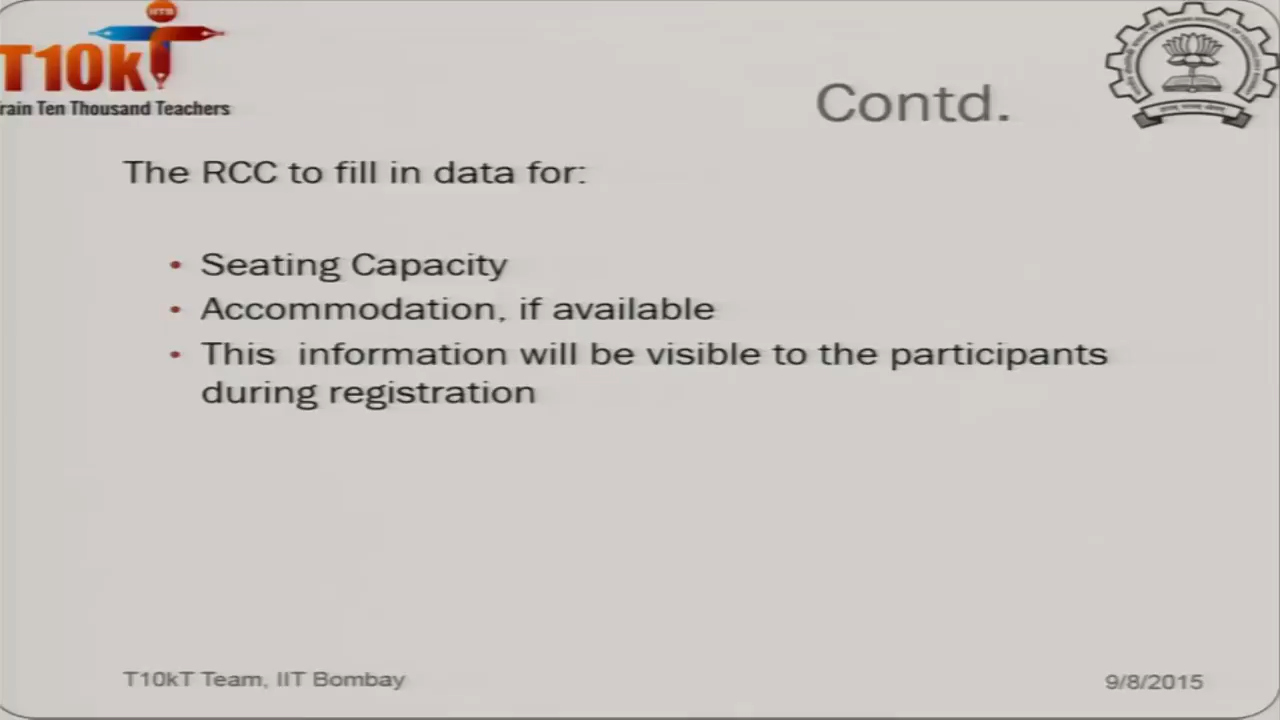 T10kT
rain Ten Thousand Teachers
Contd.
The RCC to fill in data for:
• Seating Capacity
• Accommodation, if available
• This  information will be visible to the participants
during registration
T10kT Team, IIT Bombay
9/8/2015